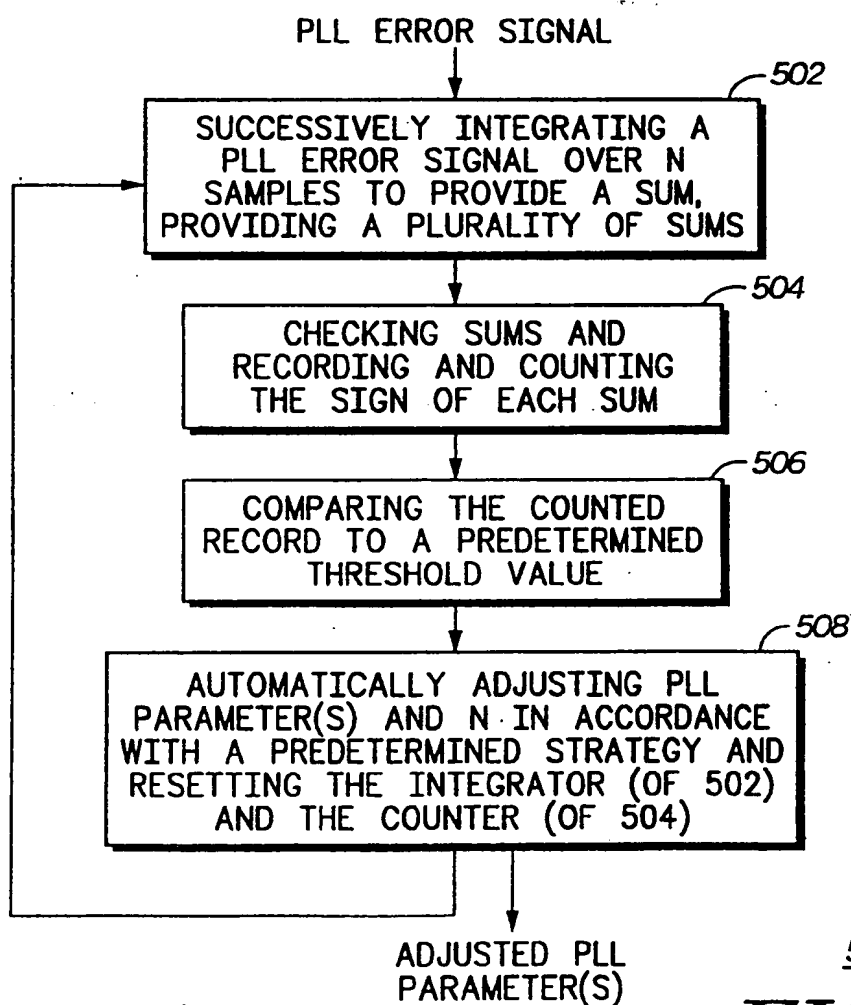 PLL ERROR SIGNAL
502
SUCCESSIVELY INTEGRATING A
PLL ERROR SIGNAL OVER N
SAMPLES TO PROVIDE A SUM,
PROVIDING A PLURALITY OF SUMS
504
CHECKING SUMS AND
RECORDING AND COUNTING
THE SIGN OF EACH SUM
506
COMPARING THE COUNTED
RECORD TO A PREDETERMINED
THRESHOLD VALUE
508
AUTOMATICALLY ADJUSTING PLL
PARAMETER(S) AND N IN ACCORDANCE
WITH A PREDETERMINED STRATEGY AND
RESETTING THE INTEGRATOR (OF 502)
AND THE COUNTER (OF 504)
ADJUSTED PLL
PARAMETER(S)